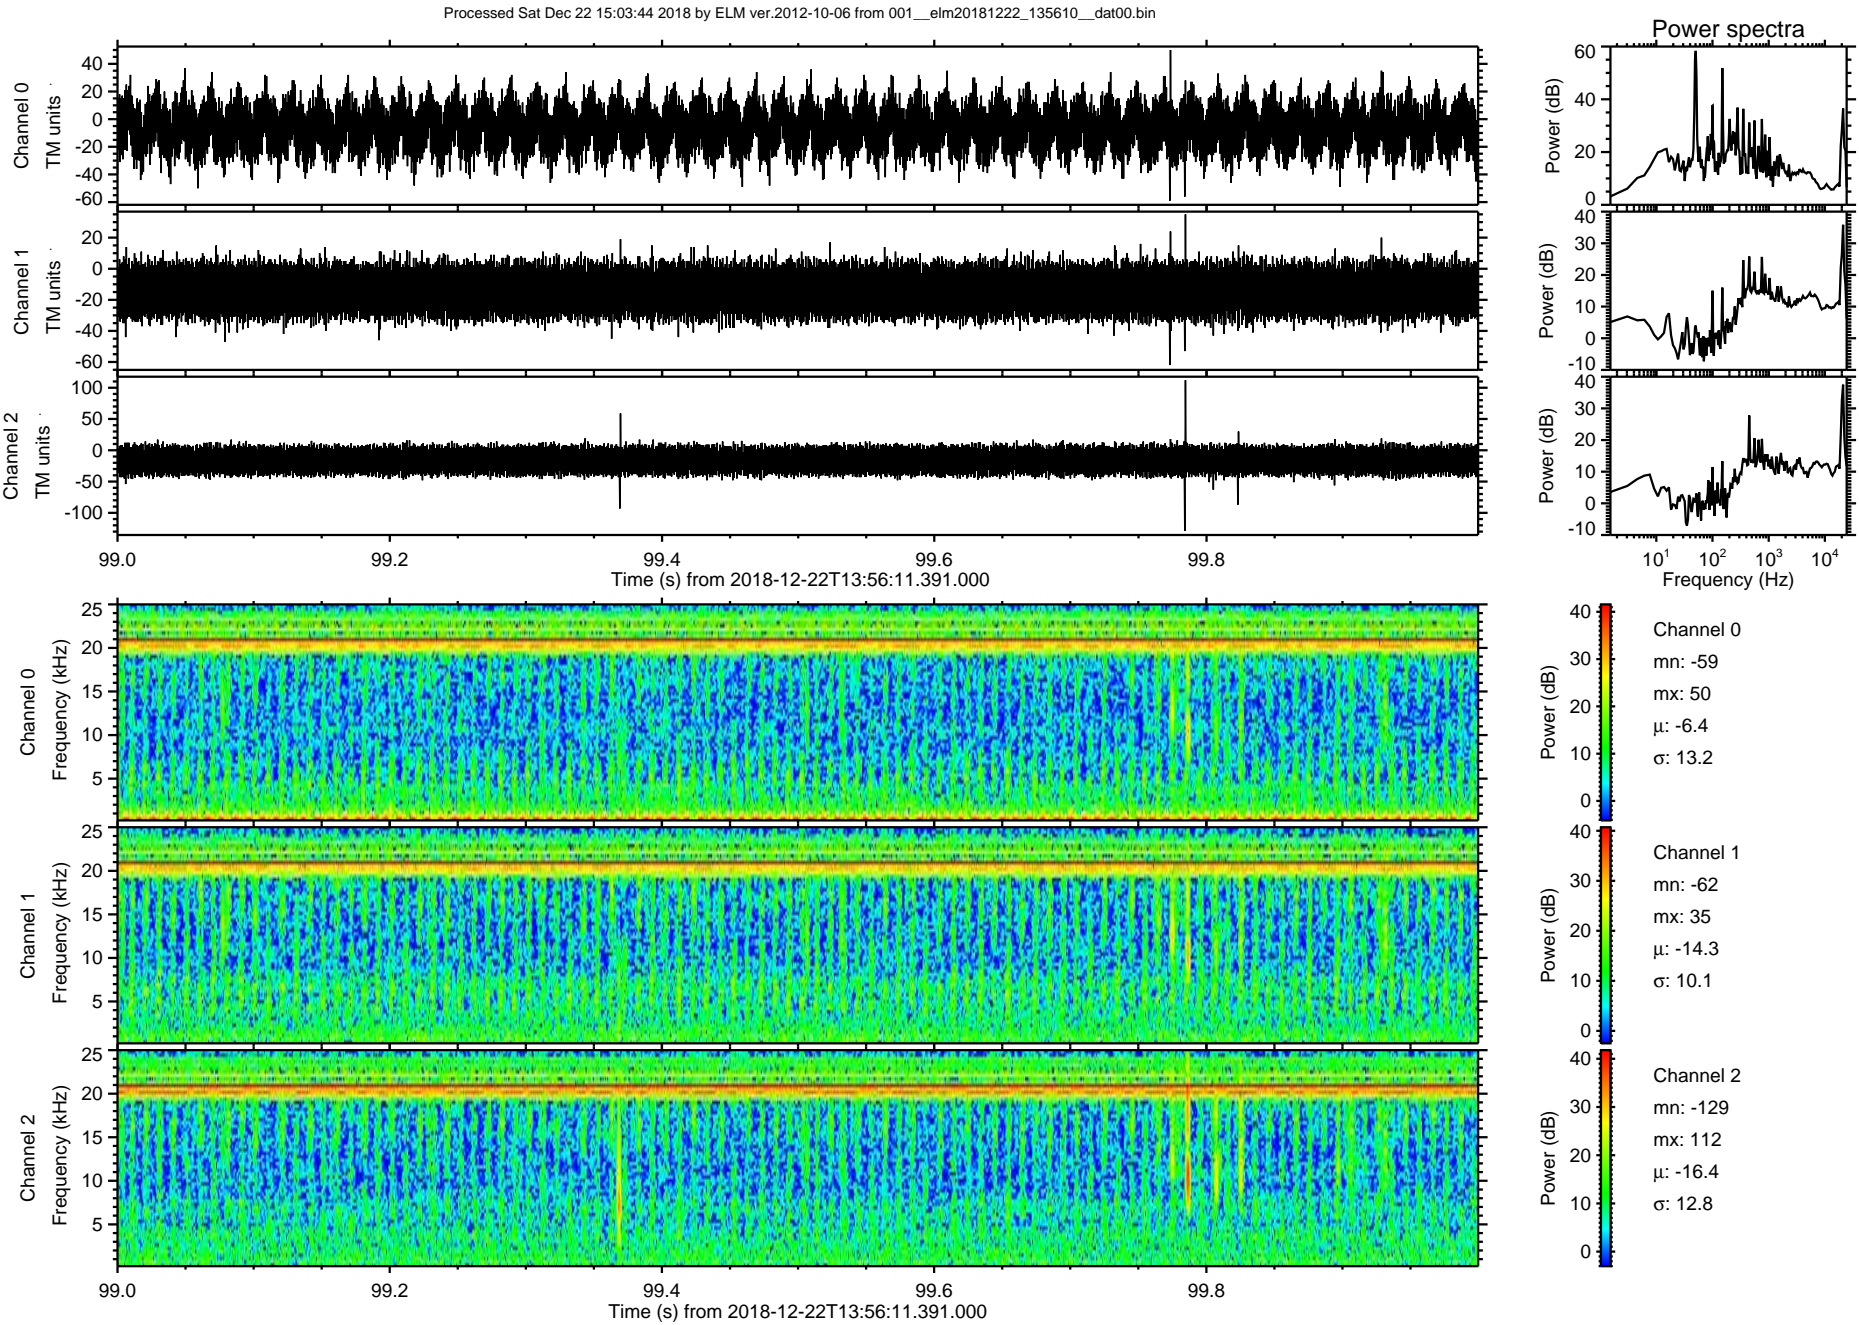 Processed Sat Dec 22 15:03:44 2018 by ELM ver.2012-10-06 from 001__elm20181222_135610__dat00.bin
Power spectra
Channel 0
TM units
40
20
0
-20
-40
-60
Power (dB)
60
40
20
0
Channel 1
TM units
20
0
-20
-40
-60
Power (dB)
40
30
20
10
0
-10
Channel 2
TM units
100
50
0
-50
-100
Power (dB)
40
30
20
10
0
-10
99.0 99.2 99.4 99.6 99.8
Time (s) from 2018-12-22T13:56:11.391.000
10¹ 10² 10³ 10⁴
Frequency (Hz)
Channel 0
Frequency (kHz)
25
20
15
10
5
Power (dB)
40
30
20
10
0
Channel 0
mn: -59
mx: 50
μ: -6.4
σ: 13.2
Channel 1
Frequency (kHz)
25
20
15
10
5
Power (dB)
40
30
20
10
0
Channel 1
mn: -62
mx: 35
μ: -14.3
σ: 10.1
Channel 2
Frequency (kHz)
25
20
15
10
5
Power (dB)
40
30
20
10
0
Channel 2
mn: -129
mx: 112
μ: -16.4
σ: 12.8
99.0 99.2 99.4 99.6 99.8
Time (s) from 2018-12-22T13:56:11.391.000